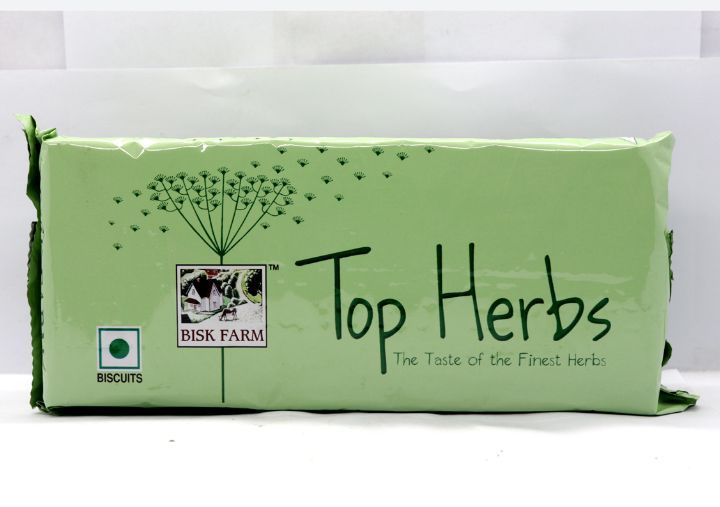 TM
BISK FARM
Top Herbs
The Taste of the Finest Herbs
BISCUITS